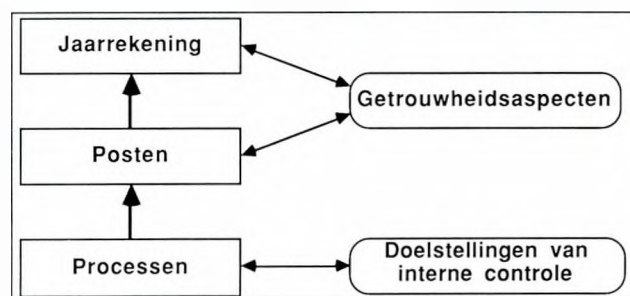 Jaarrekening
Getrouwheidsaspecten
Posten
Processen
Doelstellingen van
interne controle